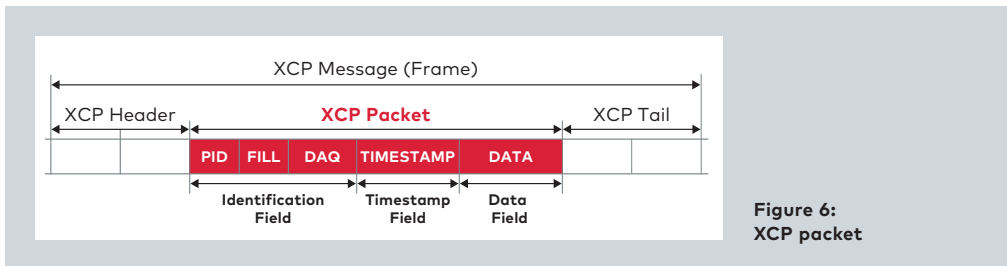 XCP Message (Frame)
XCP Header XCP Packet XCP Tail
PID FILL DAQ TIMESTAMP DATA
Identification Field
Timestamp Field
Data Field
Figure 6:
XCP packet